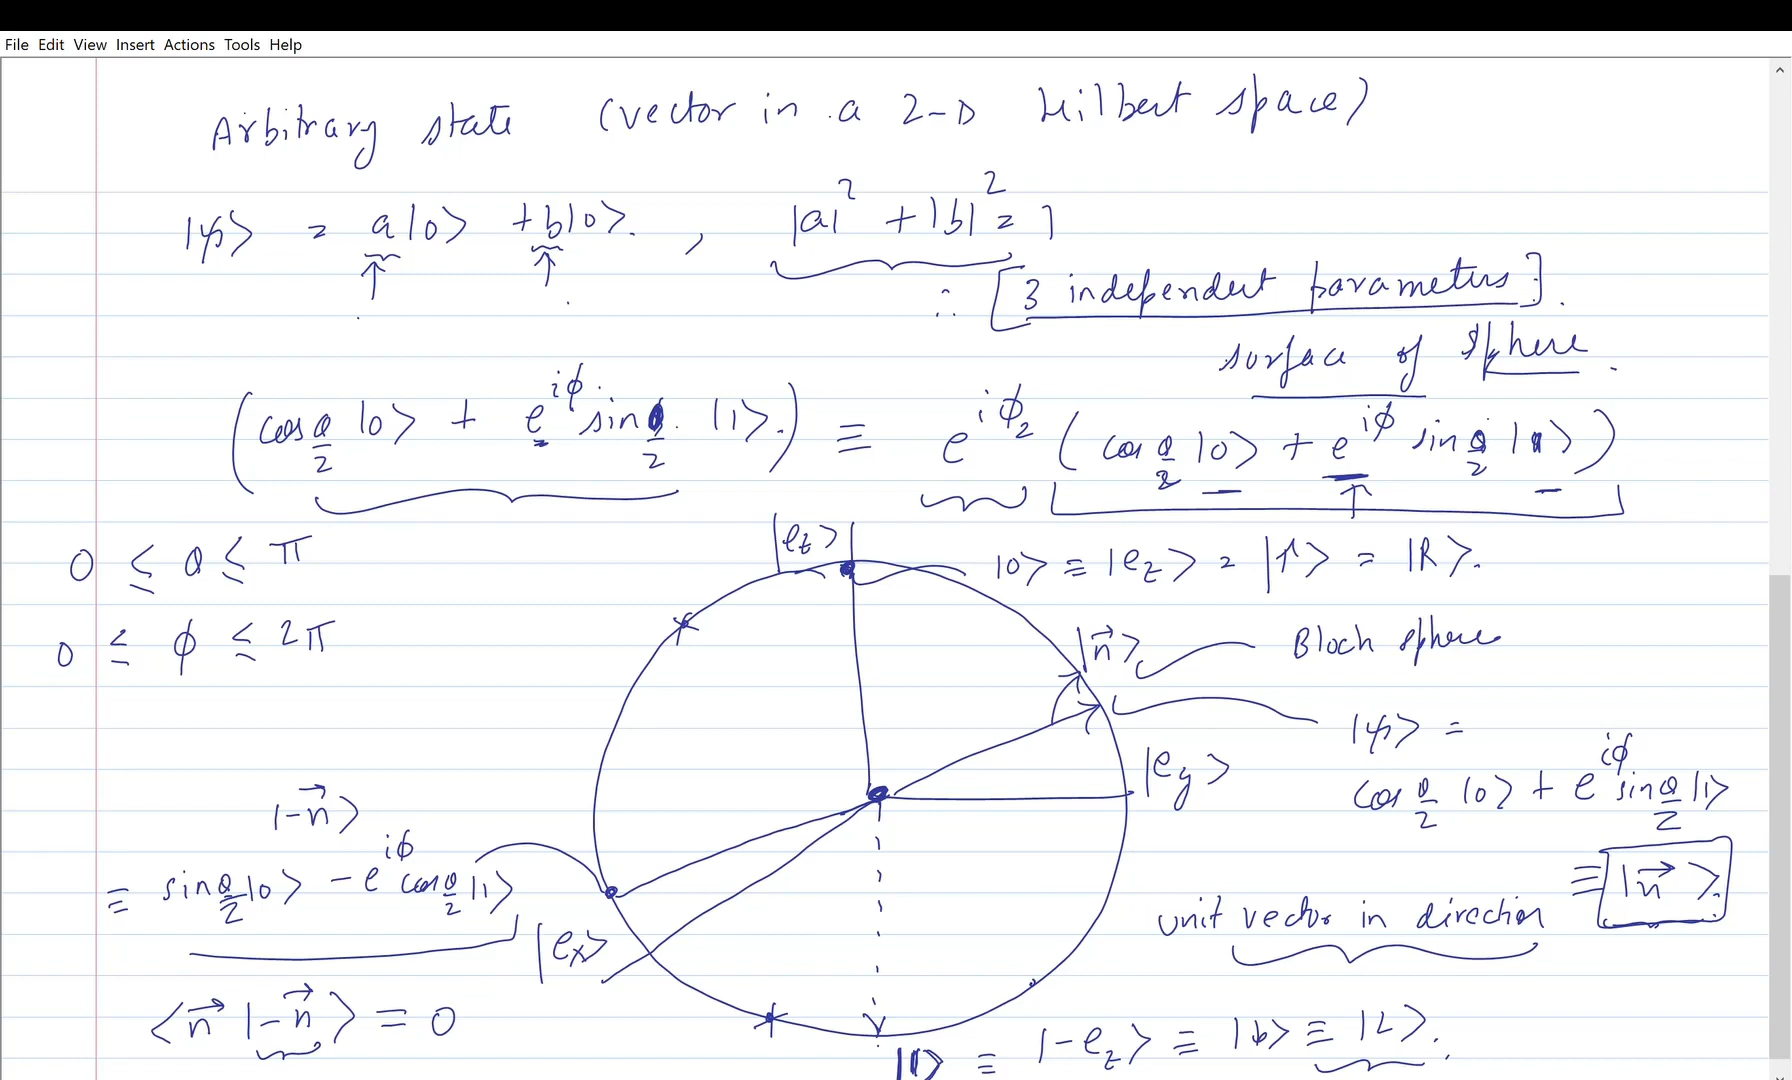 File Edit View Insert Actions Tools Help
Arbitrary state (vector in a 2-D Hilbert space)
|ψ> = a|0> + b|0>. , |a|² + |b|² = 1
∴ [3 independent parameters].
surface of sphere.
(cos θ/2 |0> + e^{iϕ} sin θ/2 |1>) ≡ e^{iϕ_2} (cos θ/2 |0> + e^{iϕ} sin θ/2 |1>)
0 ≤ θ ≤ π
|e_z> |0> ≡ |e_z> = |↑> = |R>.
0 ≤ ϕ ≤ 2π
|n⃗> Bloch sphere
|ψ> =
|e_y> cos θ/2 |0> + e^{iϕ} sin θ/2 |1>
|-n⃗>
≡ sin θ/2 |0> - e^{iϕ} cos θ/2 |1>
≡ |n⃗>.
unit vector in direction
|e_x>
<n⃗|-n⃗> = 0
|1> ≡ |-e_z> ≡ |↓> ≡ |L>.